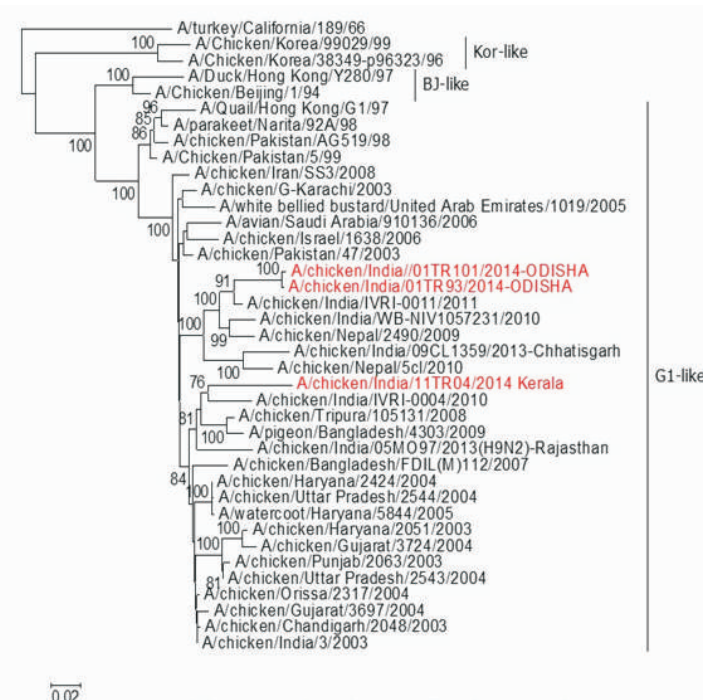 A/turkey/California/189/66
100
A/Chicken/Korea/99029/99
A/Chicken/Korea/38349-p96323/96
Kor-like
100
A/Duck/Hong Kong/Y280/97
A/Chicken/Beijing/1/94
BJ-like
96
A/Quail/Hong Kong/G1/97
85
A/parakeet/Narita/92A/98
86
A/chicken/Pakistan/AG519/98
100
A/Chicken/Pakistan/5/99
A/chicken/Iran/SS3/2008
100
A/chicken/G-Karachi/2003
A/white bellied bustard/United Arab Emirates/1019/2005
A/avian/Saudi Arabia/910136/2006
100
A/chicken/Israel/1638/2006
A/chicken/Pakistan/47/2003
100
A/chicken/India//01TR101/2014-ODISHA
91
A/chicken/India/01TR93/2014-ODISHA
100
A/chicken/India/IVRI-0011/2011
100
A/chicken/India/WB-NIV1057231/2010
99
A/chicken/Nepal/2490/2009
A/chicken/India/09CL1359/2013-Chhatisgarh
100
A/chicken/Nepal/5cl/2010
76
A/chicken/India/11TR04/2014 Kerala
G1-like
A/chicken/India/IVRI-0004/2010
81
A/chicken/Tripura/105131/2008
100
A/pigeon/Bangladesh/4303/2009
A/chicken/India/05MO97/2013(H9N2)-Rajasthan
A/chicken/Bangladesh/FDIL(M)112/2007
84
A/chicken/Haryana/2424/2004
100
A/chicken/Uttar Pradesh/2544/2004
A/watercoot/Haryana/5844/2005
100
A/chicken/Haryana/2051/2003
100
A/chicken/Gujarat/3724/2004
A/chicken/Punjab/2063/2003
81
A/chicken/Uttar Pradesh/2543/2004
A/chicken/Orissa/2317/2004
A/chicken/Gujarat/3697/2004
A/chicken/Chandigarh/2048/2003
A/chicken/India/3/2003
0.02